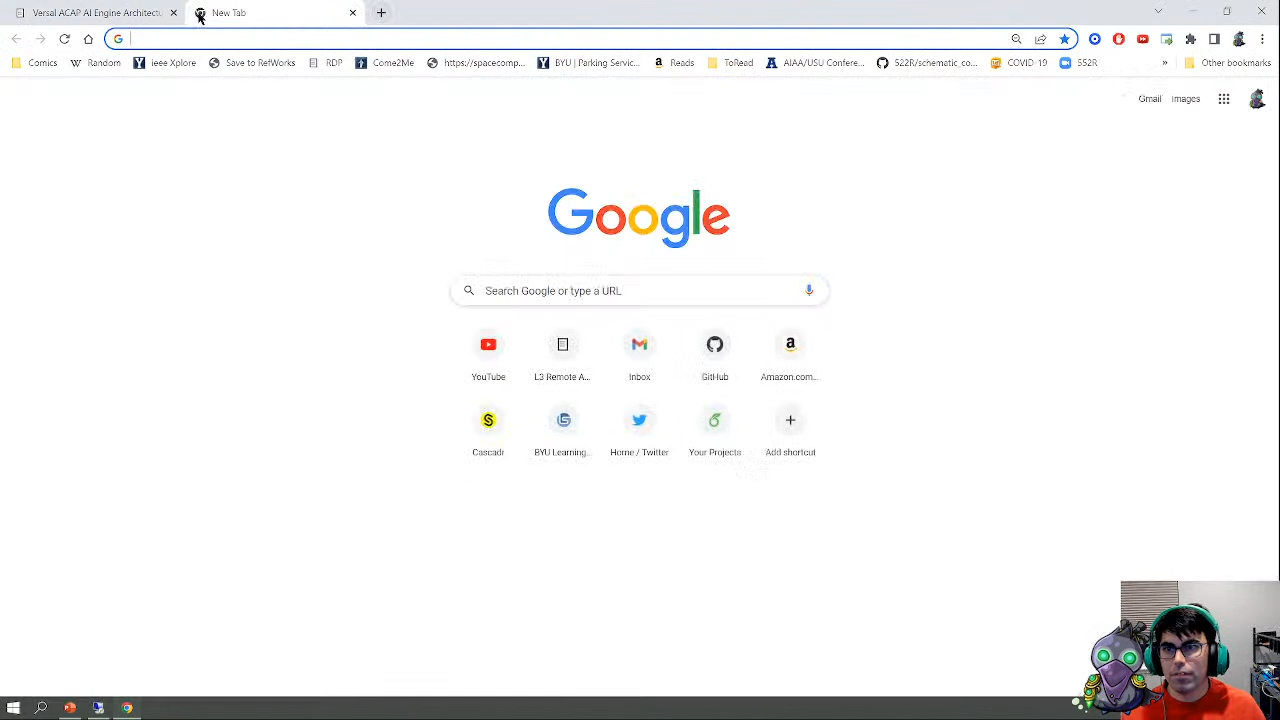 Versal ACAP AI Engine Architectu
New Tab
Comics
Random
ieee Xplore
Save to RefWorks
RDP
Come2Me
https://spacecomp...
BYU | Parking Servic...
Reads
ToRead
AIAA/USU Confere...
522R/schematic_co...
COVID-19
552R
»
Other bookmarks
Gmail
Images
Google
Search Google or type a URL
YouTube
L3 Remote A...
Inbox
GitHub
Amazon.com...
Cascadr
BYU Learning...
Home / Twitter
Your Projects
Add shortcut